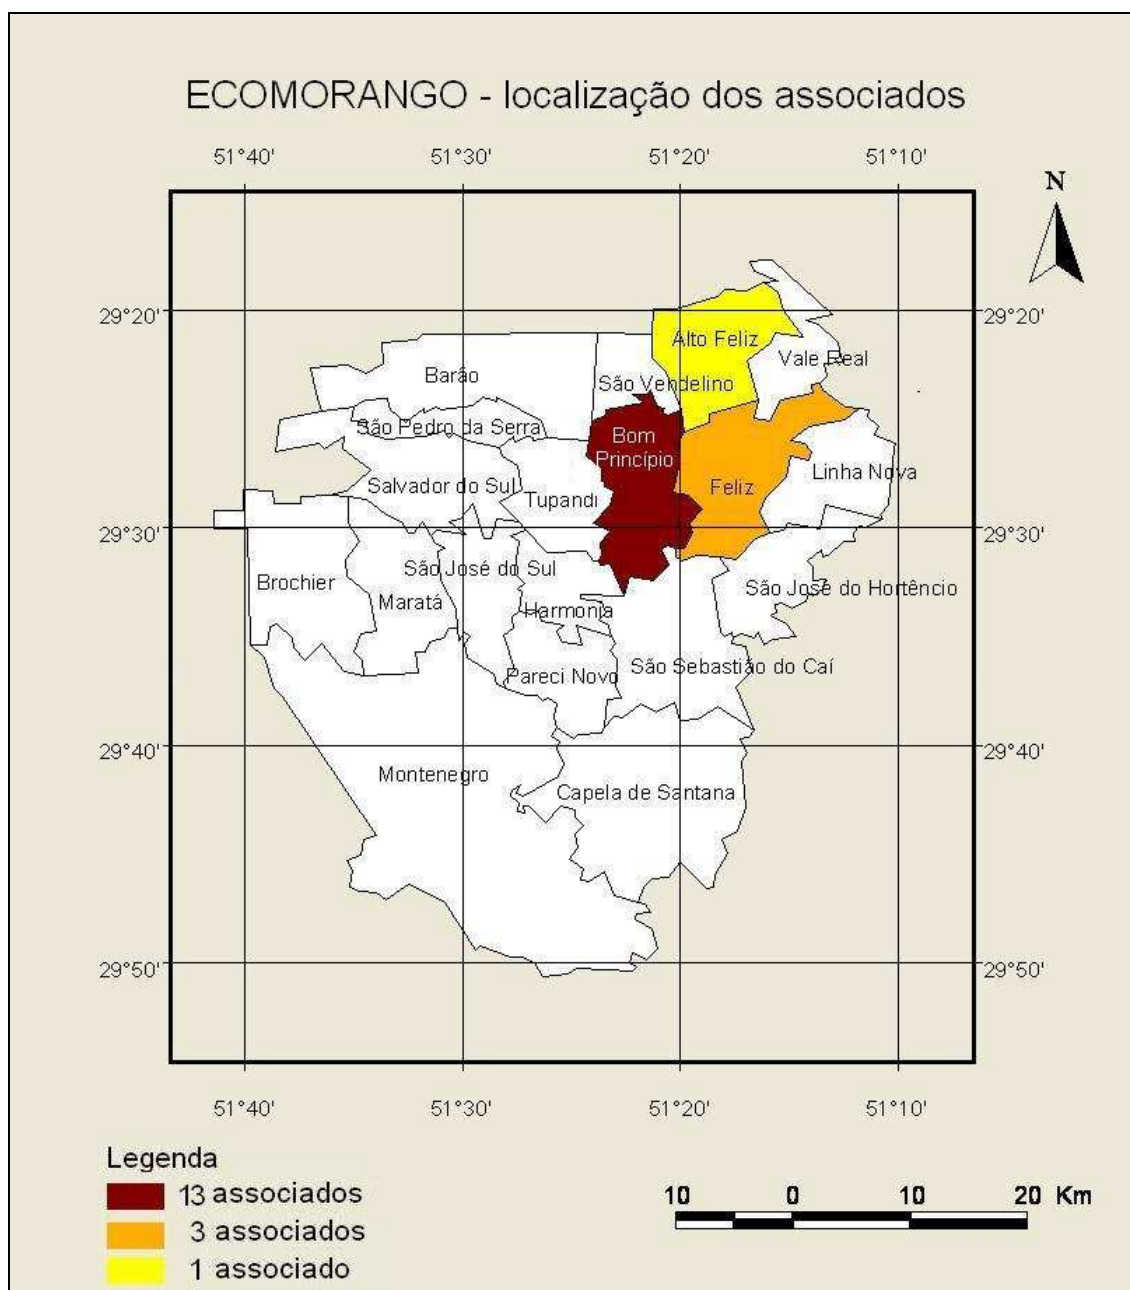 ECOMORANGO - localização dos associados
51°40' 51°30' 51°20' 51°10'
N
29°20' 29°20'
Alto Feliz
Vale Real
Barão
São Vendelino
São Pedro da Serra
Bom
Princípio
Linha Nova
Salvador do Sul
Feliz
Tupandi
29°30' 29°30'
São José do Sul
Brochier
São José do Hortêncio
Maratá
Harmonia
São Sebastião do Caí
Pareci Novo
29°40' 29°40'
Montenegro
Capela de Santana
29°50' 29°50'
51°40' 51°30' 51°20' 51°10'
Legenda
13 associados
3 associados
1 associado
10 0 10 20 Km